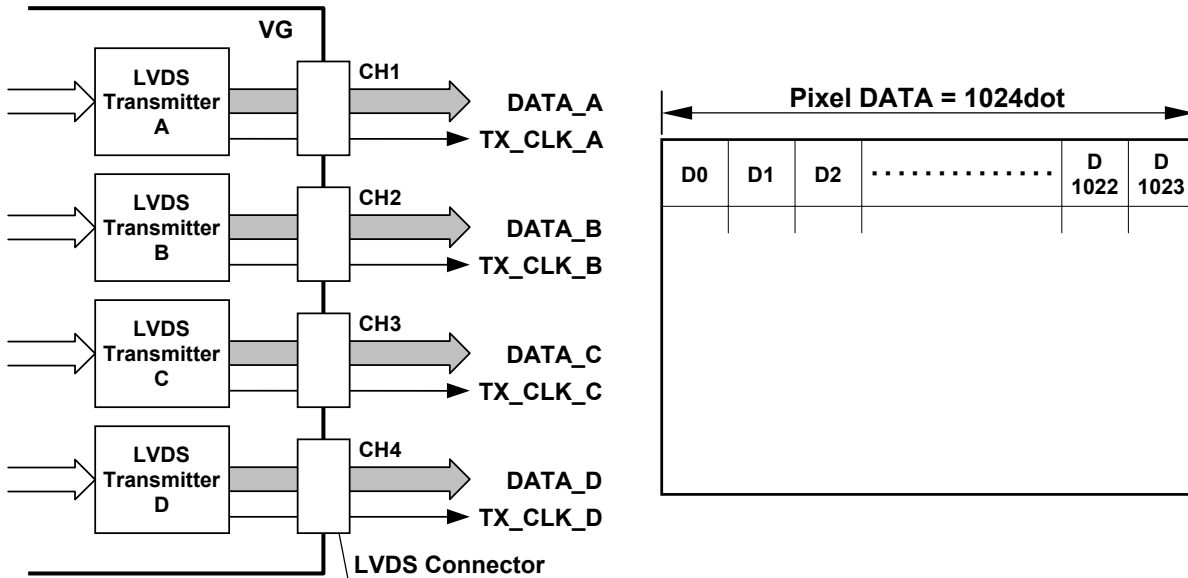 VG
LVDS
Transmitter
A
CH1
DATA_A
TX_CLK_A
LVDS
Transmitter
B
CH2
DATA_B
TX_CLK_B
LVDS
Transmitter
C
CH3
DATA_C
TX_CLK_C
LVDS
Transmitter
D
CH4
DATA_D
TX_CLK_D
LVDS Connector
Pixel DATA = 1024dot
D0 D1 D2 ·············· D D
1022 1023